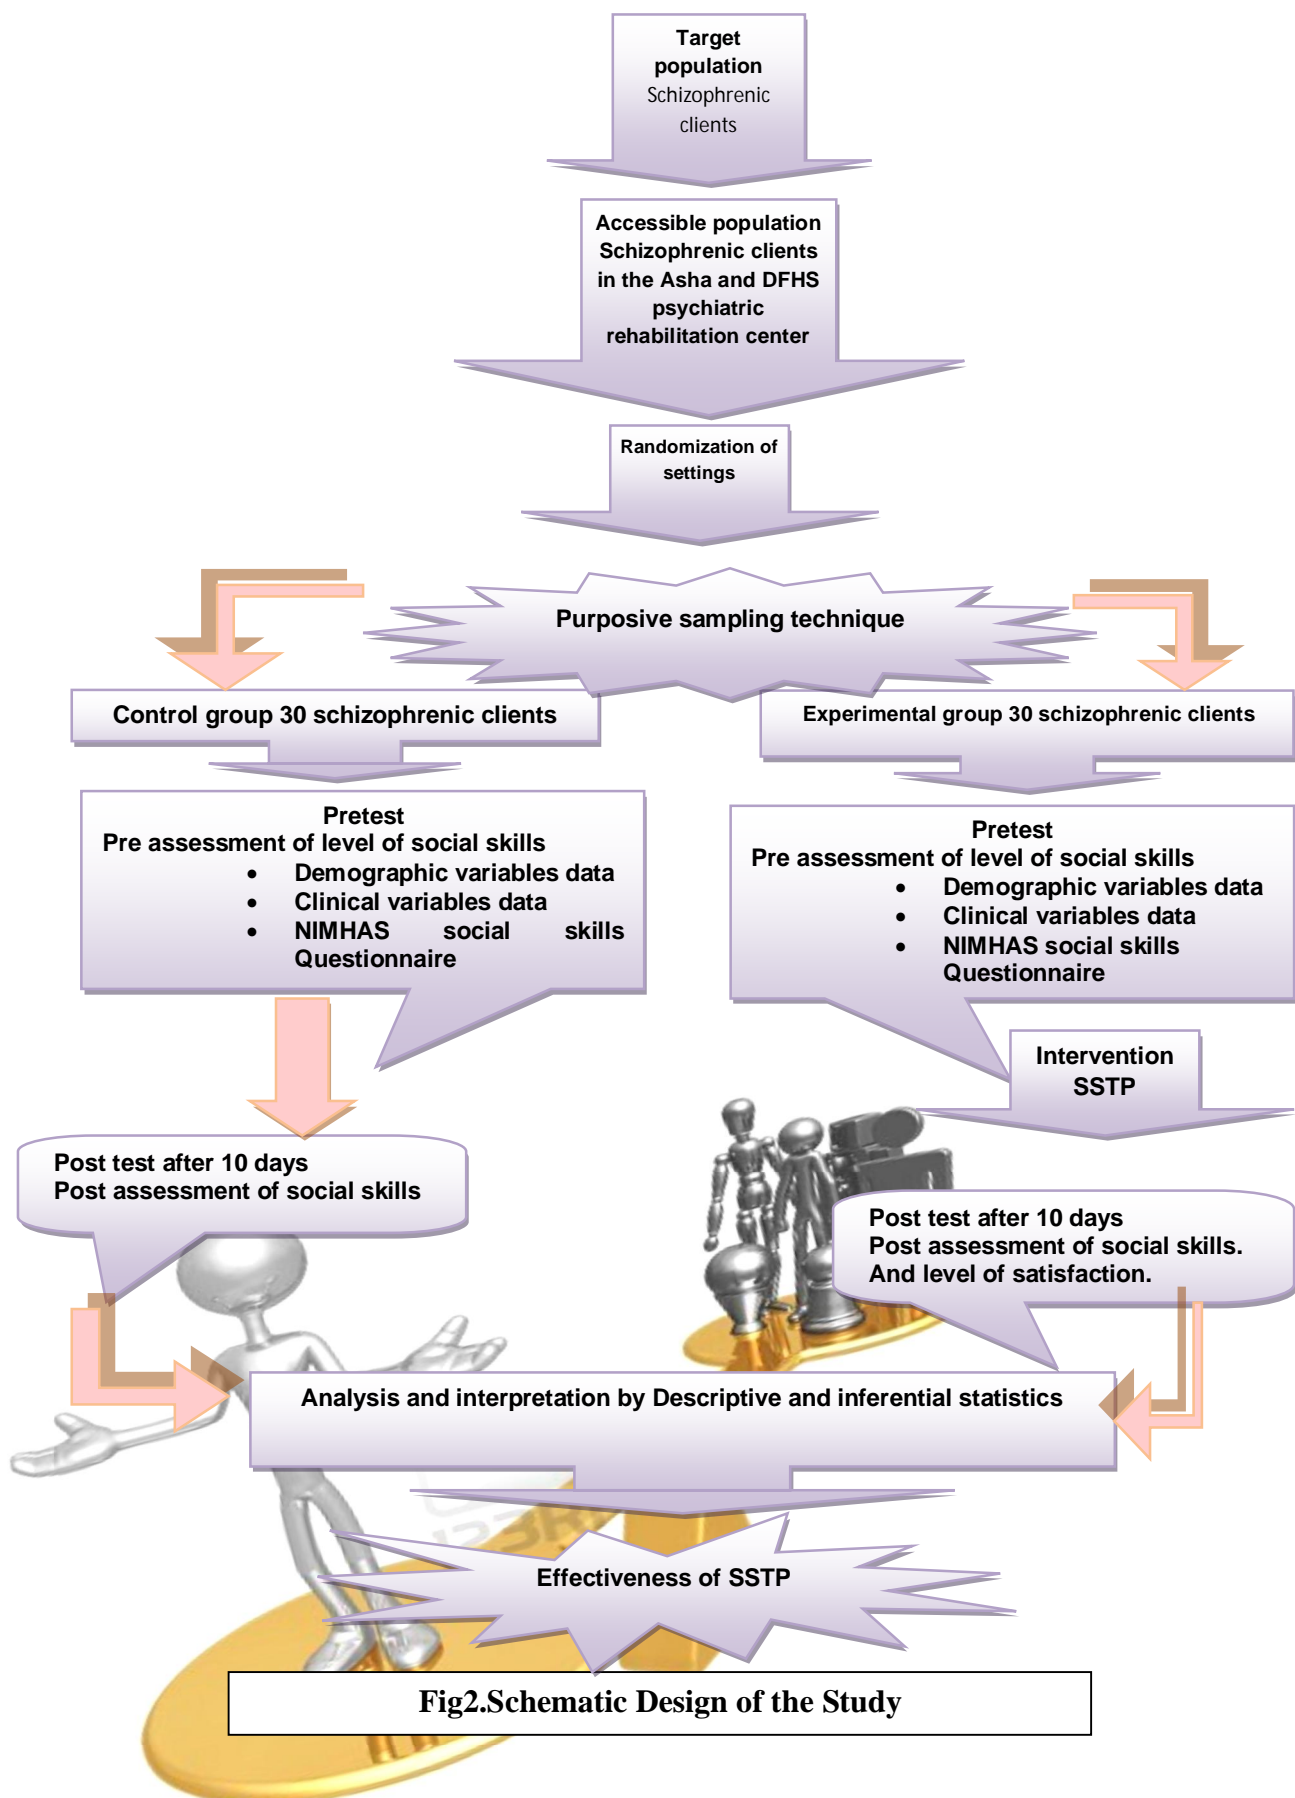 Target
population
Schizophrenic
clients
Accessible population
Schizophrenic clients
in the Asha and DFHS
psychiatric
rehabilitation center
Randomization of
settings
Purposive sampling technique
Control group 30 schizophrenic clients
Experimental group 30 schizophrenic clients
Pretest
Pre assessment of level of social skills
• Demographic variables data
• Clinical variables data
• NIMHAS social skills
Questionnaire
Pretest
Pre assessment of level of social skills
• Demographic variables data
• Clinical variables data
• NIMHAS social skills
Questionnaire
Intervention
SSTP
Post test after 10 days
Post assessment of social skills
Post test after 10 days
Post assessment of social skills.
And level of satisfaction.
Analysis and interpretation by Descriptive and inferential statistics
Effectiveness of SSTP
Fig2.Schematic Design of the Study